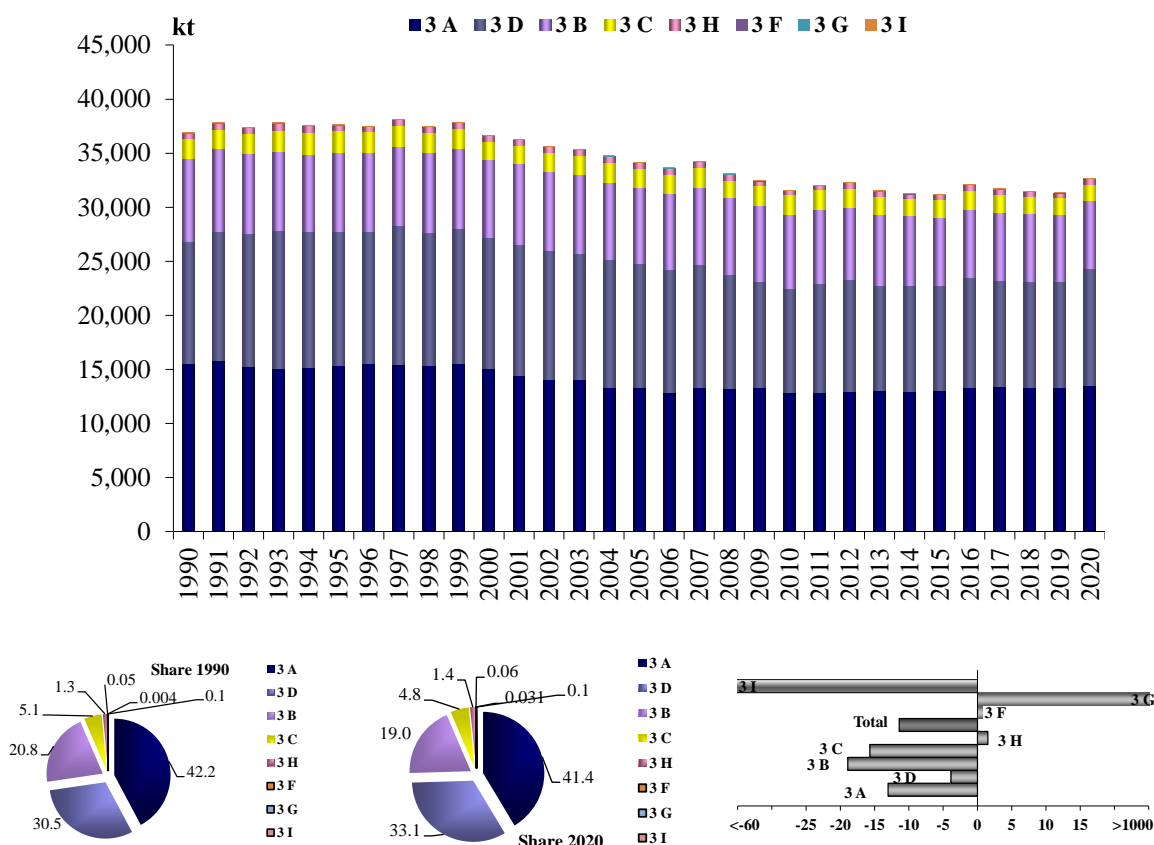 kt
3 A 3 D 3 B 3 C 3 H 3 F 3 G 3 I
45,000
40,000
35,000
30,000
25,000
20,000
15,000
10,000
5,000
0
1990 1991 1992 1993 1994 1995 1996 1997 1998 1999 2000 2001 2002 2003 2004 2005 2006 2007 2008 2009 2010 2011 2012 2013 2014 2015 2016 2017 2018 2019 2020
Share 1990
0.05
1.3
0.004
0.1
5.1
20.8
42.2
30.5
3 A
3 D
3 B
3 C
3 H
3 F
3 G
3 I
1.4
0.06
4.8
0.031
0.1
19.0
41.4
33.1
Share 2020
3 A
3 D
3 B
3 C
3 H
3 F
3 G
3 I
3 I
3 G
3 F
Total
3 H
3 C
3 B
3 D
3 A
<-60 -25 -20 -15 -10 -5 0 5 10 15 >1000